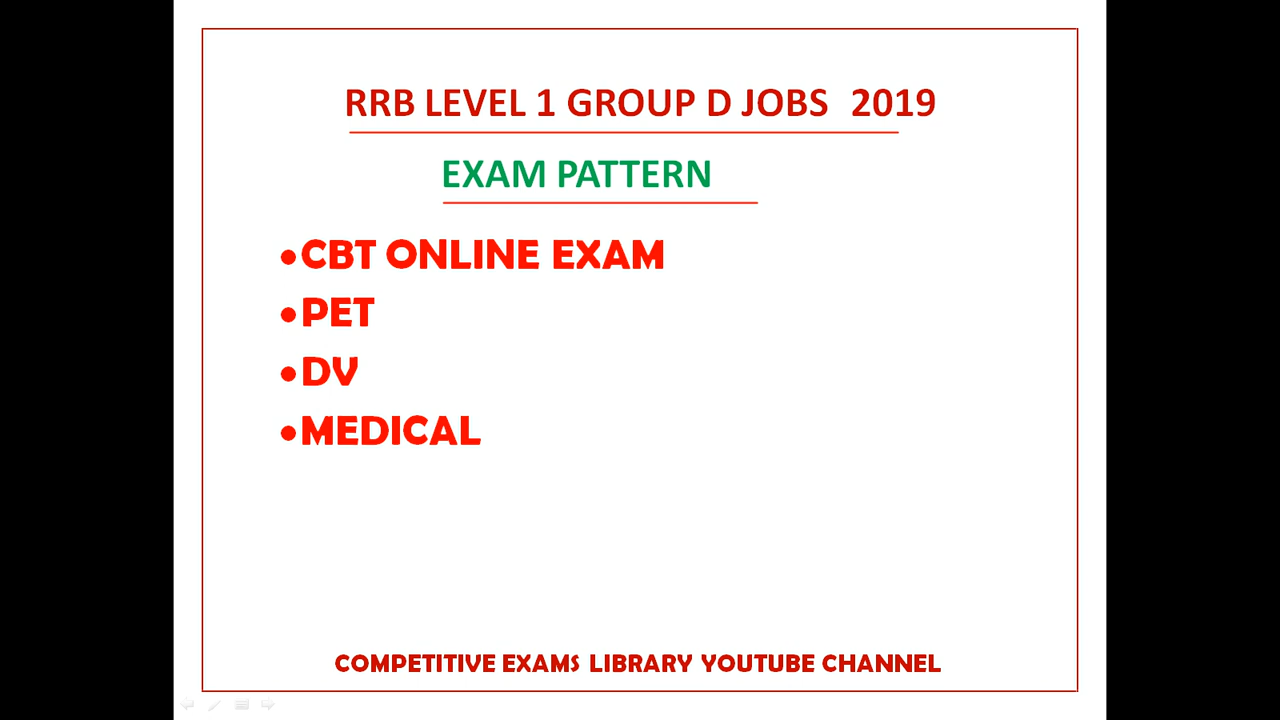 RRB LEVEL 1 GROUP D JOBS 2019
EXAM PATTERN
•CBT ONLINE EXAM
•PET
•DV
•MEDICAL
COMPETITIVE EXAMS LIBRARY YOUTUBE CHANNEL